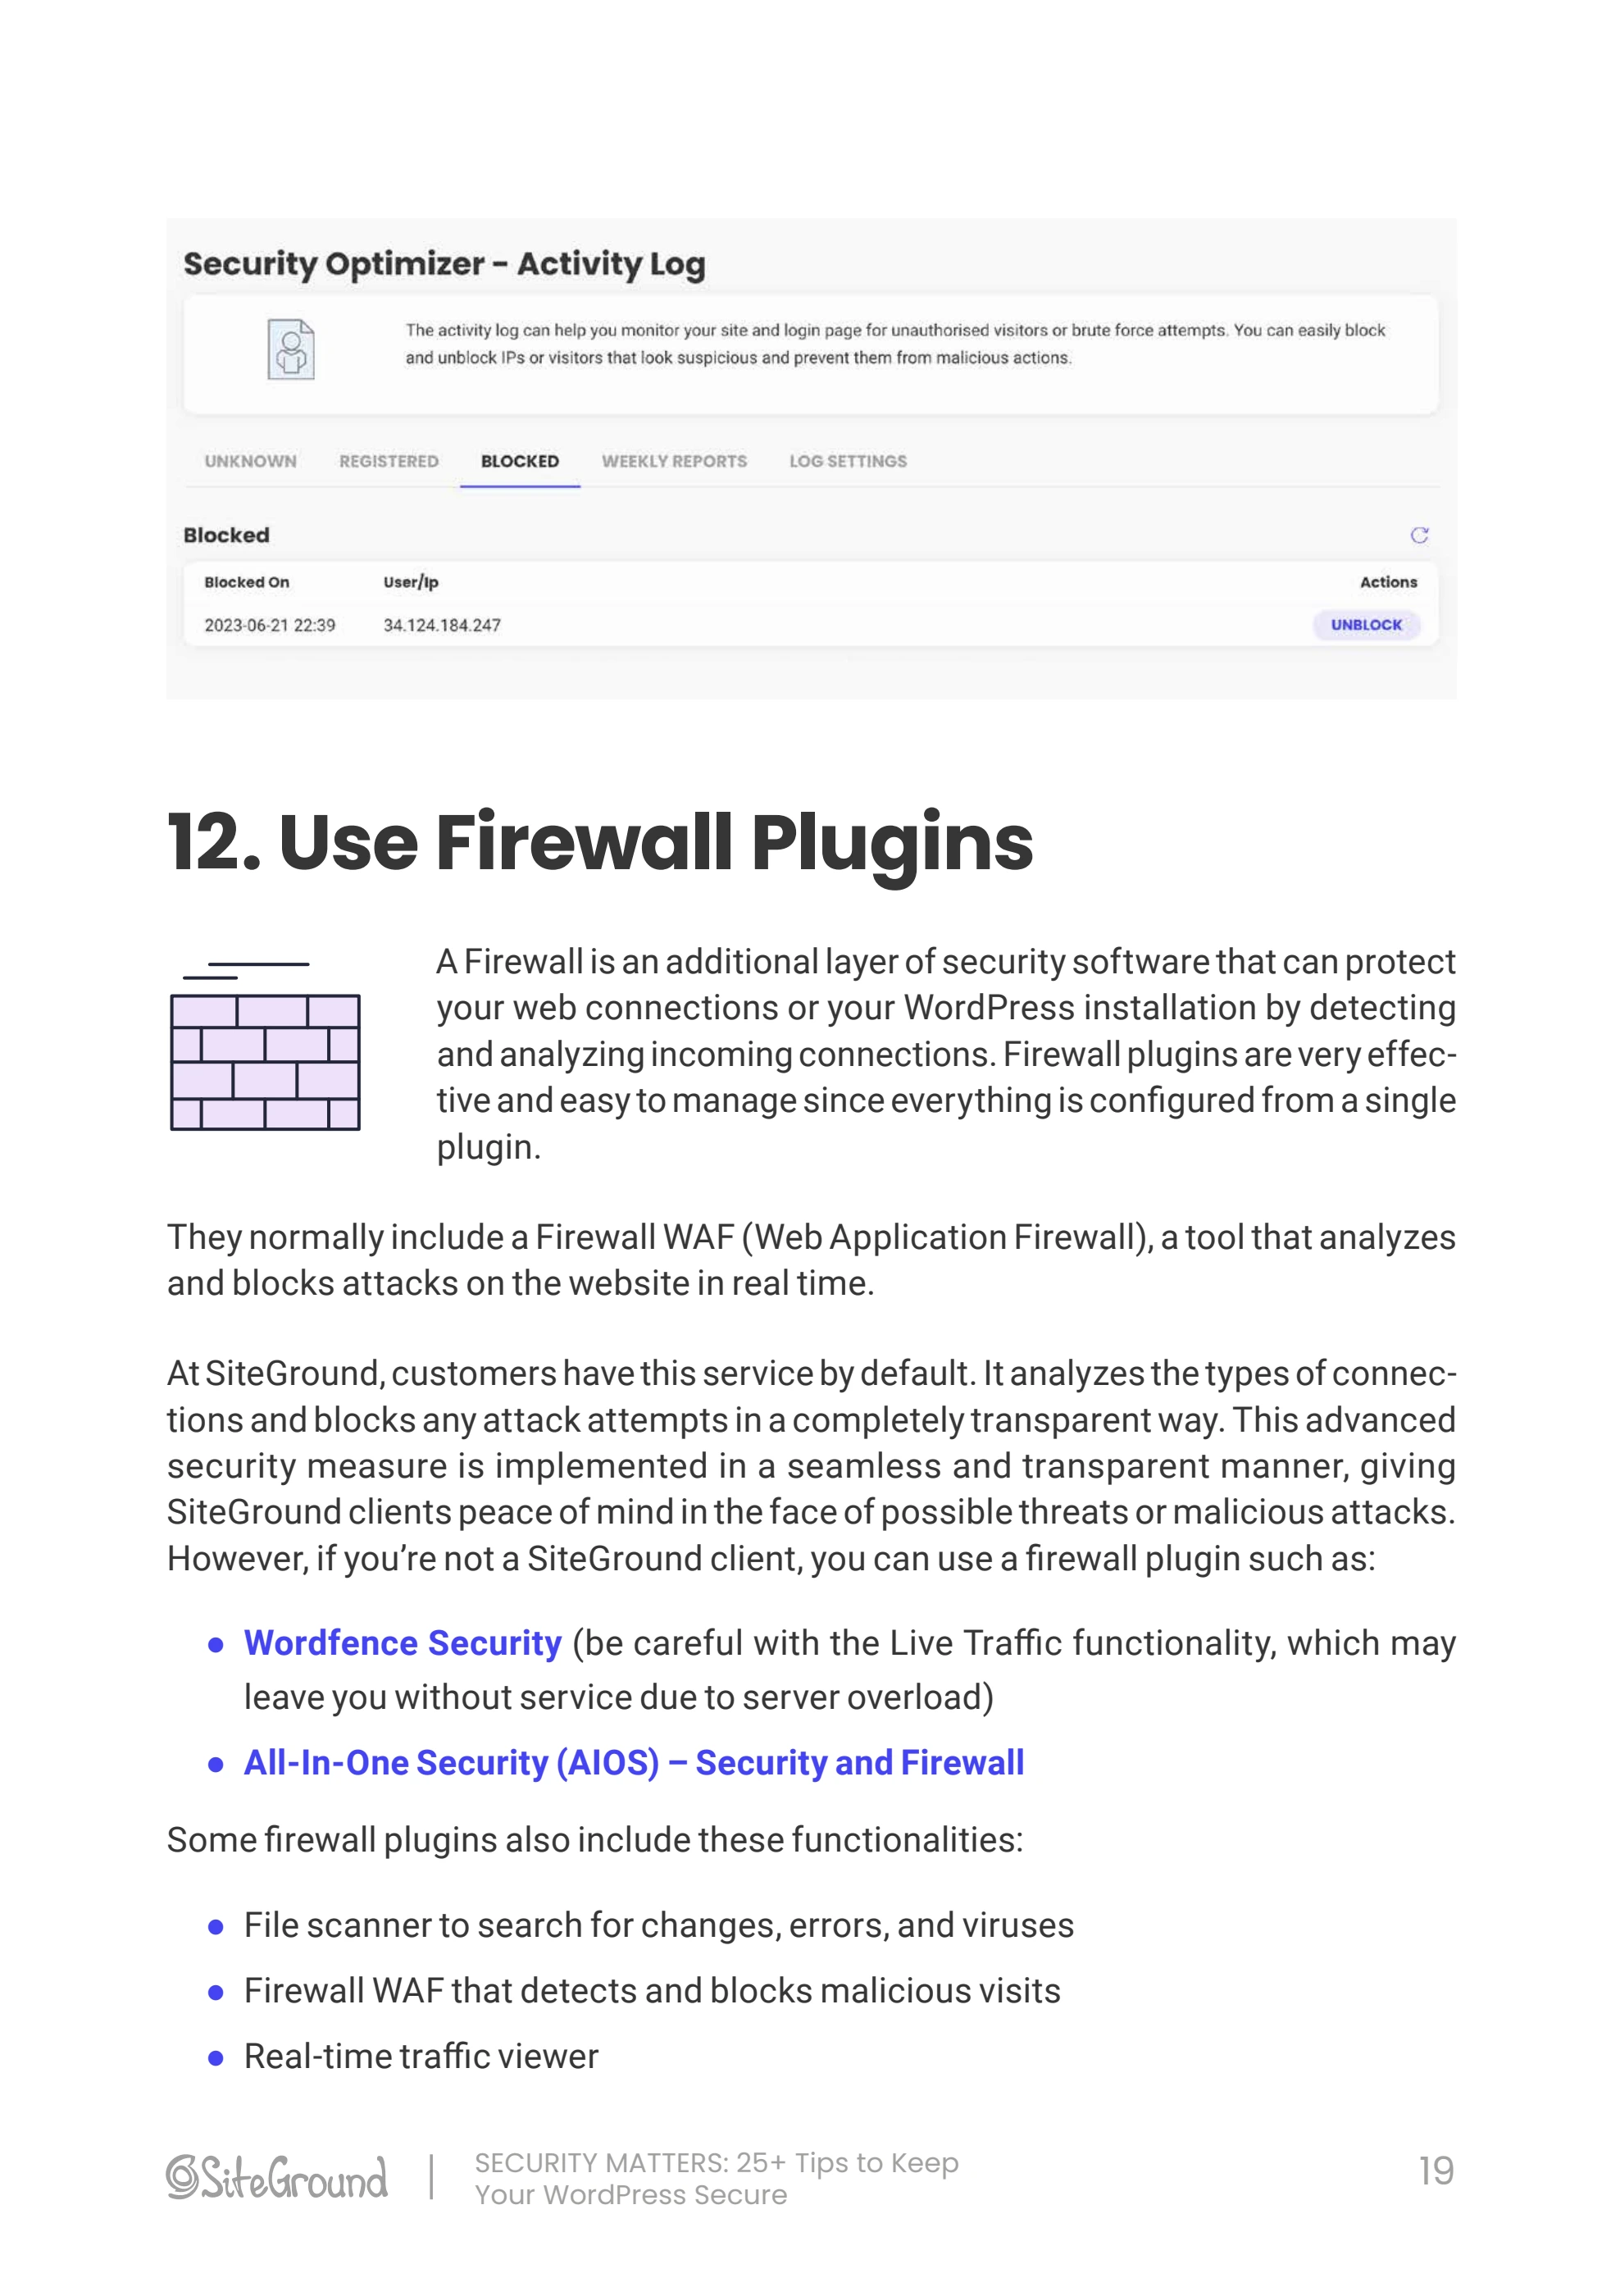 Security Optimizer - Activity Log
The activity log can help you monitor your site and login page for unauthorised visitors or brute force attempts. You can easily block
and unblock IPs or visitors that look suspicious and prevent them from malicious actions.
UNKNOWN REGISTERED BLOCKED WEEKLY REPORTS LOG SETTINGS
Blocked
Blocked On User/Ip Actions
2023-06-21 22:39 34.124.184.247 UNBLOCK
12. Use Firewall Plugins
A Firewall is an additional layer of security software that can protect
your web connections or your WordPress installation by detecting
and analyzing incoming connections. Firewall plugins are very effec-
tive and easy to manage since everything is configured from a single
plugin.
They normally include a Firewall WAF (Web Application Firewall), a tool that analyzes
and blocks attacks on the website in real time.
At SiteGround, customers have this service by default. It analyzes the types of connec-
tions and blocks any attack attempts in a completely transparent way. This advanced
security measure is implemented in a seamless and transparent manner, giving
SiteGround clients peace of mind in the face of possible threats or malicious attacks.
However, if you’re not a SiteGround client, you can use a firewall plugin such as:
● Wordfence Security (be careful with the Live Traffic functionality, which may
leave you without service due to server overload)
● All-In-One Security (AIOS) – Security and Firewall
Some firewall plugins also include these functionalities:
● File scanner to search for changes, errors, and viruses
● Firewall WAF that detects and blocks malicious visits
● Real-time traffic viewer
SiteGround
SECURITY MATTERS: 25+ Tips to Keep
Your WordPress Secure
19